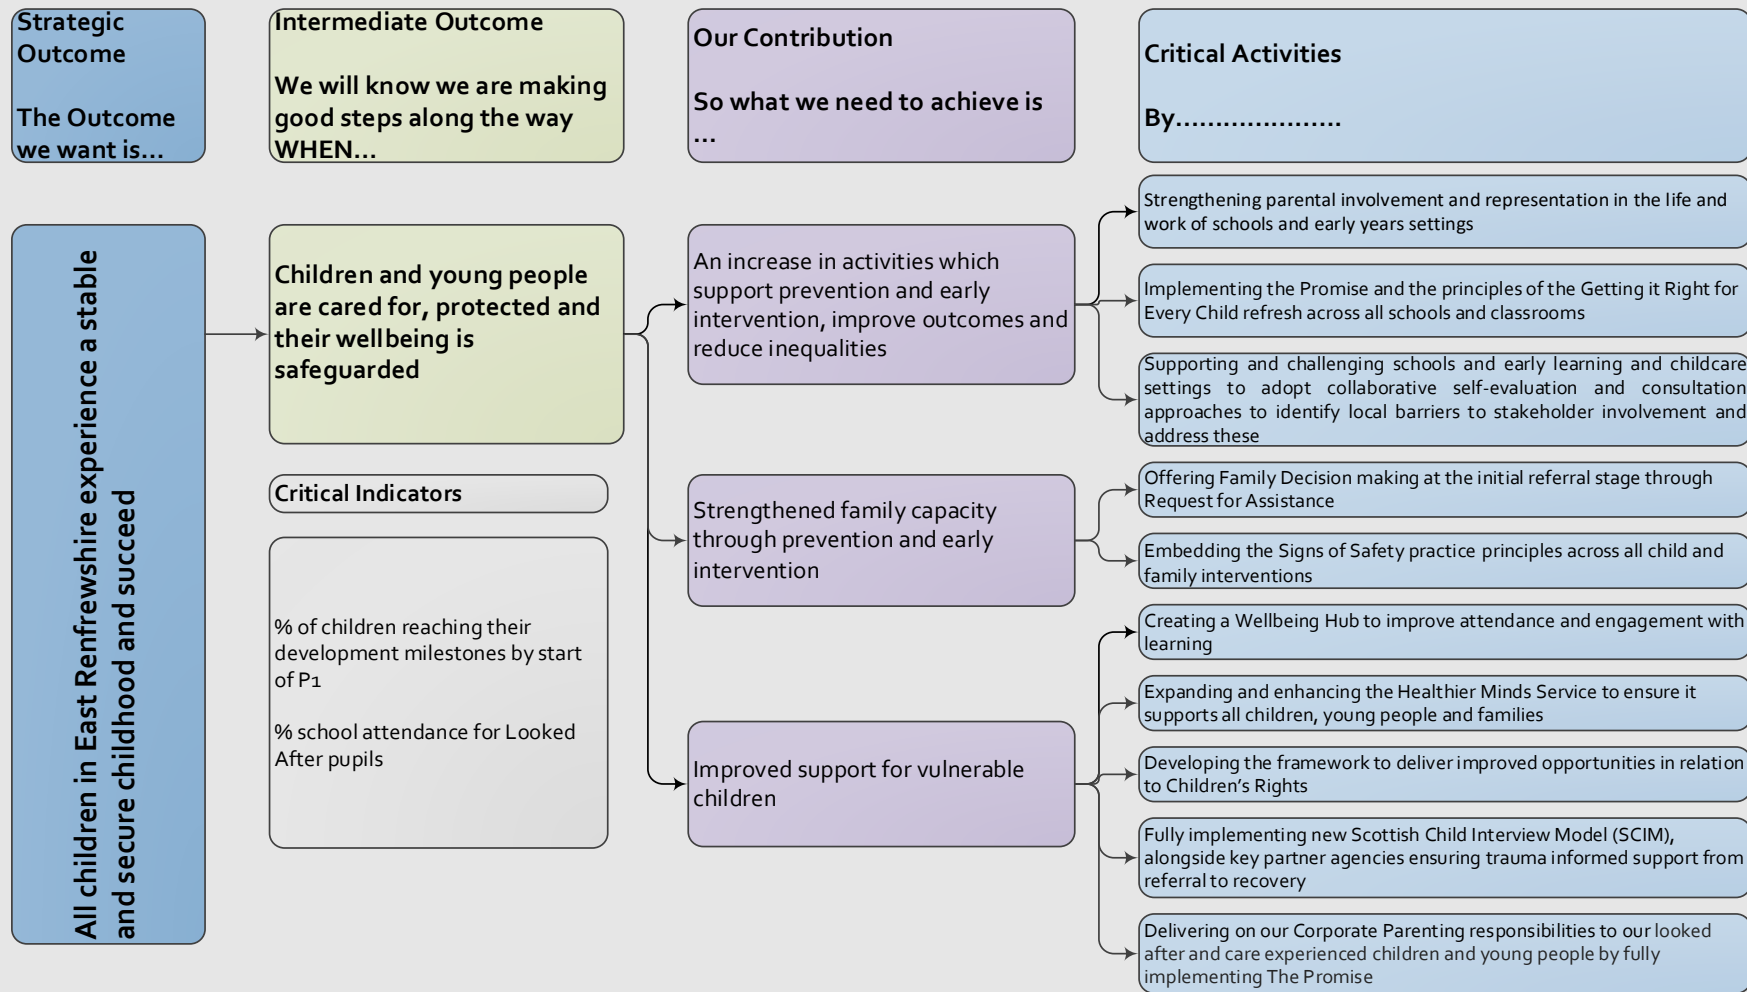 Strategic
Outcome
The Outcome
we want is...
Intermediate Outcome
We will know we are making
good steps along the way
WHEN...
Our Contribution
So what we need to achieve is
...
Critical Activities
By.....................
All children in East Renfrewshire experience a stable
and secure childhood and succeed
Children and young people
are cared for, protected and
their wellbeing is
safeguarded
Critical Indicators
% of children reaching their
development milestones by start
of P1
% school attendance for Looked
After pupils
An increase in activities which
support prevention and early
intervention, improve outcomes and
reduce inequalities
Strengthened family capacity
through prevention and early
intervention
Improved support for vulnerable
children
Strengthening parental involvement and representation in the life and
work of schools and early years settings
Implementing the Promise and the principles of the Getting it Right for
Every Child refresh across all schools and classrooms
Supporting and challenging schools and early learning and childcare
settings to adopt collaborative self-evaluation and consultation
approaches to identify local barriers to stakeholder involvement and
address these
Offering Family Decision making at the initial referral stage through
Request for Assistance
Embedding the Signs of Safety practice principles across all child and
family interventions
Creating a Wellbeing Hub to improve attendance and engagement with
learning
Expanding and enhancing the Healthier Minds Service to ensure it
supports all children, young people and families
Developing the framework to deliver improved opportunities in relation
to Children's Rights
Fully implementing new Scottish Child Interview Model (SCIM),
alongside key partner agencies ensuring trauma informed support from
referral to recovery
Delivering on our Corporate Parenting responsibilities to our looked
after and care experienced children and young people by fully
implementing The Promise